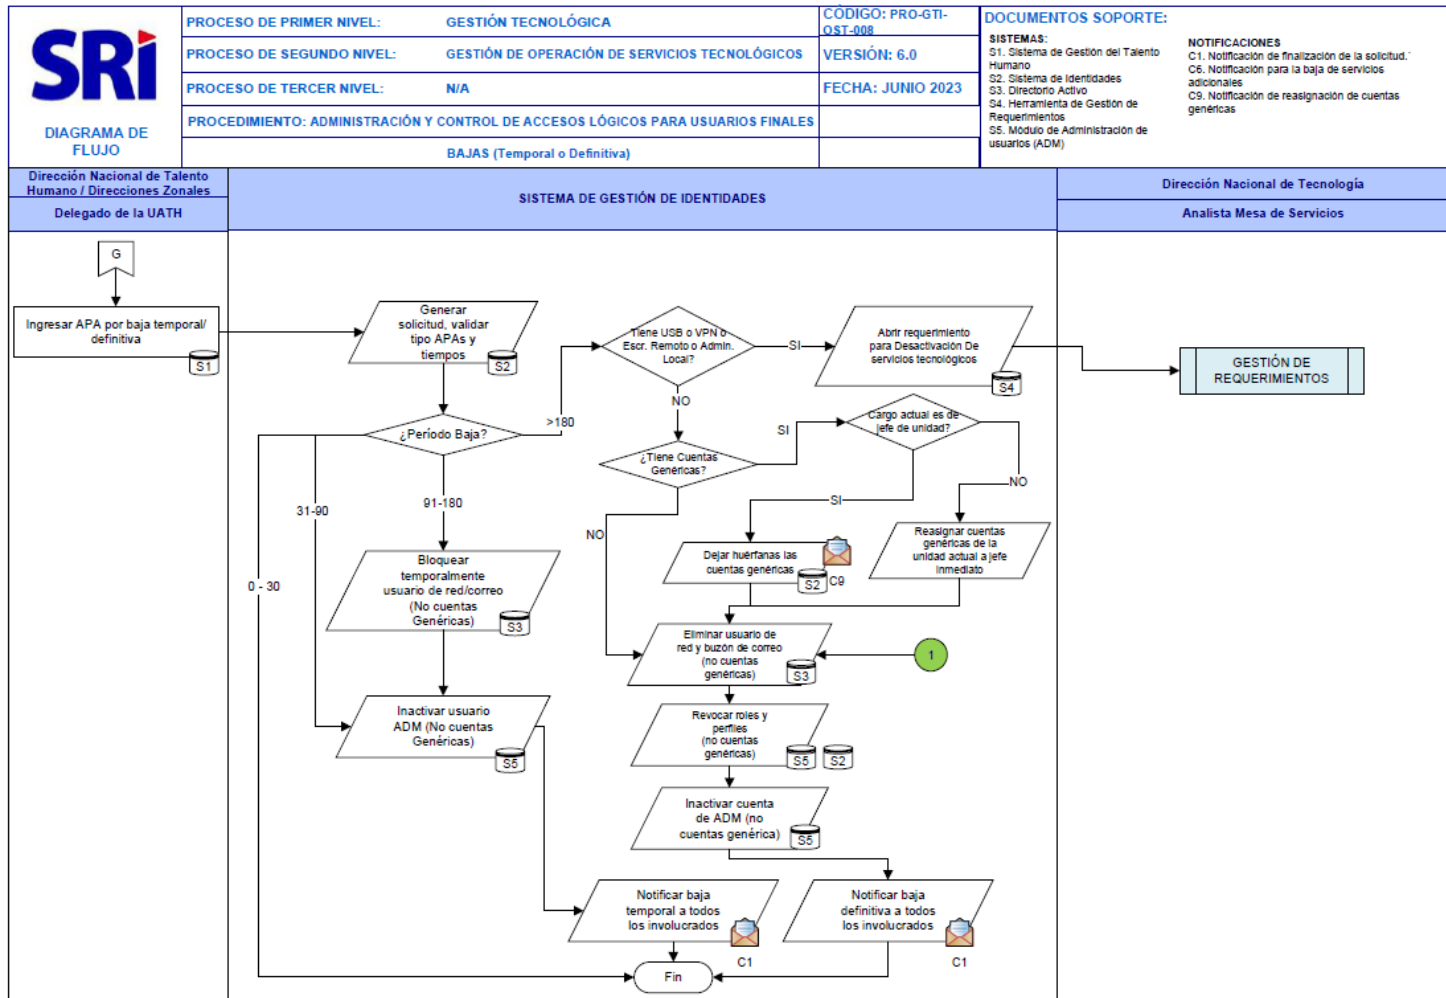 SRi
DIAGRAMA DE
FLUJO
PROCESO DE PRIMER NIVEL:
GESTIÓN TECNOLÓGICA
CÓDIGO: PRO-GTI-
OST-008
PROCESO DE SEGUNDO NIVEL:
GESTIÓN DE OPERACIÓN DE SERVICIOS TECNOLÓGICOS
VERSIÓN: 6.0
PROCESO DE TERCER NIVEL:
N/A
FECHA: JUNIO 2023
PROCEDIMIENTO: ADMINISTRACIÓN Y CONTROL DE ACCESOS LÓGICOS PARA USUARIOS FINALES
BAJAS (Temporal o Definitiva)
DOCUMENTOS SOPORTE:
SISTEMAS:
S1. Sistema de Gestión del Talento
Humano
S2. Sistema de Identidades
S3. Directorio Activo
S4. Herramienta de Gestión de
Requerimientos
S5. Módulo de Administración de
usuarios (ADM)
NOTIFICACIONES
C1. Notificación de finalización de la solicitud.
C6. Notificación para la baja de servicios
adicionales
C9. Notificación de reasignación de cuentas
genéricas
Dirección Nacional de Talento
Humano / Direcciones Zonales
Delegado de la UATH
SISTEMA DE GESTIÓN DE IDENTIDADES
Dirección Nacional de Tecnología
Analista Mesa de Servicios
G
Ingresar APA por baja temporal/
definitiva
S1
Generar
solicitud, validar
tipo APAs y
tiempos
S2
Tiene USB o VPN o
Escr. Remoto o Admin.
Local?
SI
Abrir requerimiento
para Desactivación De
servicios tecnológicos
S4
GESTIÓN DE
REQUERIMIENTOS
NO
¿Período Baja?
>180
¿Tiene Cuentas
Genéricas?
SI
Cargo actual es de
jefe de unidad?
SI
NO
31-90
91-180
0 - 30
NO
Bloquear
temporalmente
usuario de red/correo
(No cuentas
Genéricas)
S3
Dejar huérfanas las
cuentas genéricas
S2
C9
Reasignar cuentas
genéricas de la
unidad actual a jefe
inmediato
Eliminar usuario de
red y buzón de correo
(no cuentas
genéricas)
S3
1
Inactivar usuario
ADM (No cuentas
Genéricas)
S5
Revocar roles y
perfiles
(no cuentas
genéricas)
S5
S2
Inactivar cuenta
de ADM (no
cuentas genérica)
S5
Notificar baja
temporal a todos
los involucrados
C1
Notificar baja
definitiva a todos
los involucrados
C1
Fin